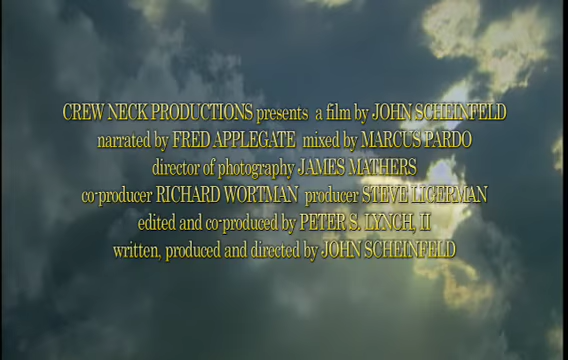 CREW NECK PRODUCTIONS presents a film by JOHN SCHEINFELD
narrated by FRED APPLEGATE mixed by MARCUS PARDO
director of photography JAMES MATHERS
co-producer RICHARD WORTMAN producer STEVE LIGERMAN
edited and co-produced by PETER S. LYNCH, II
written, produced and directed by JOHN SCHEINFELD